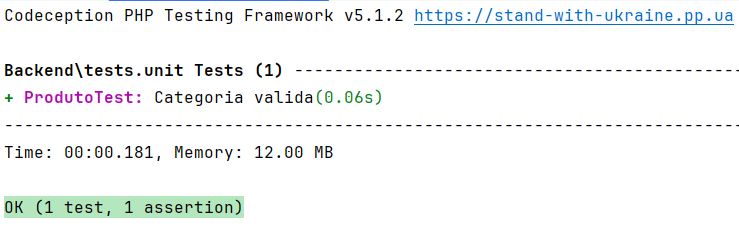 Codeception PHP Testing Framework v5.1.2 https://stand-with-ukraine.pp.ua
Backend\tests.unit Tests (1) -----------------------------------------------
+ ProdutoTest: Categoria valida(0.06s)
----------------------------------------------------------------------------
Time: 00:00.181, Memory: 12.00 MB
OK (1 test, 1 assertion)